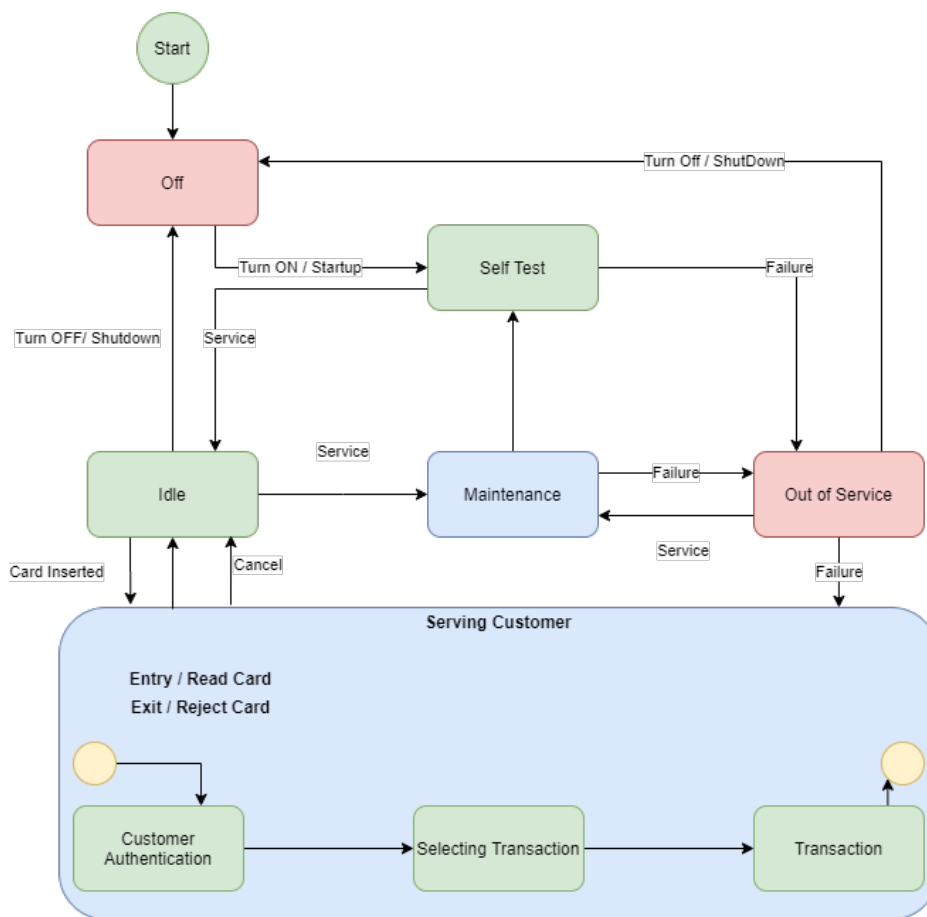 Start
Off
Turn Off / ShutDown
Turn ON / Startup
Self Test
Failure
Turn OFF/ Shutdown
Service
Service
Idle
Maintenance
Failure
Out of Service
Service
Card Inserted
Cancel
Failure
Serving Customer
Entry / Read Card
Exit / Reject Card
Customer
Authentication
Selecting Transaction
Transaction